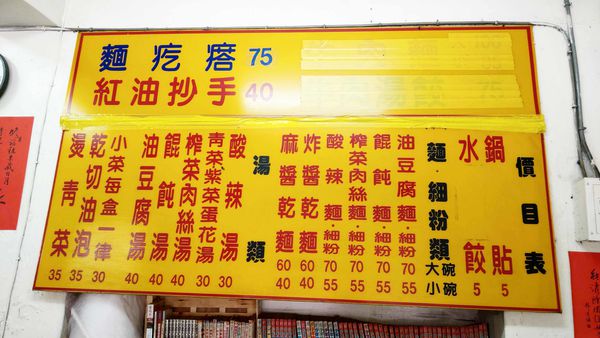 麵疙瘩 75
紅油抄手 40
價目表
鍋貼 5
水餃 5
麵·細粉類 大碗 小碗
油豆腐麵·細粉 70 55
餛飩麵·細粉 70 55
榨菜肉絲麵·細粉 70 55
酸辣麵·細粉 70 55
炸醬乾麵 60 40
麻醬乾麵 60 40
湯類
酸辣湯 30
青菜紫菜蛋花湯 30
榨菜肉絲湯 40
餛飩湯 40
油豆腐湯 40
小菜每盒一律 30
乾切油泡 35
燙青菜 35